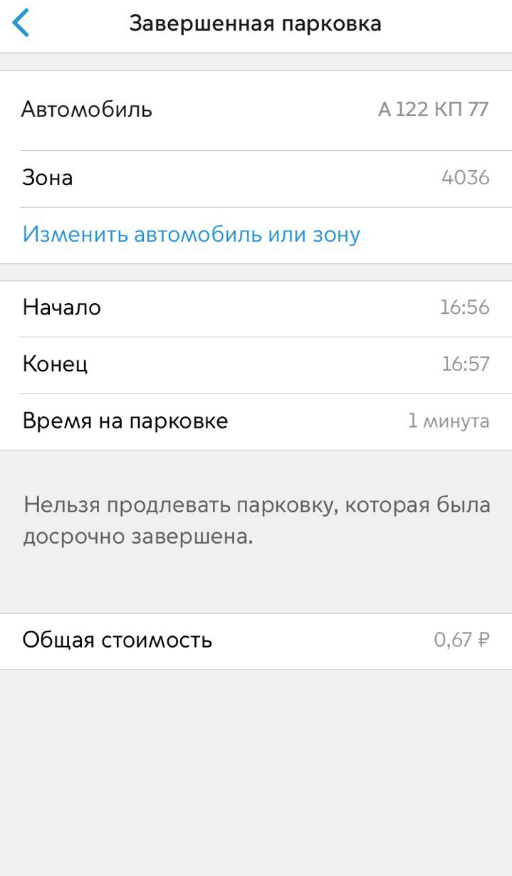 Завершенная парковка
Автомобиль А 122 КП 77
Зона 4036
Изменить автомобиль или зону
Начало 16:56
Конец 16:57
Время на парковке 1 минута
Нельзя продлевать парковку, которая была
досрочно завершена.
Общая стоимость 0,67 ₽